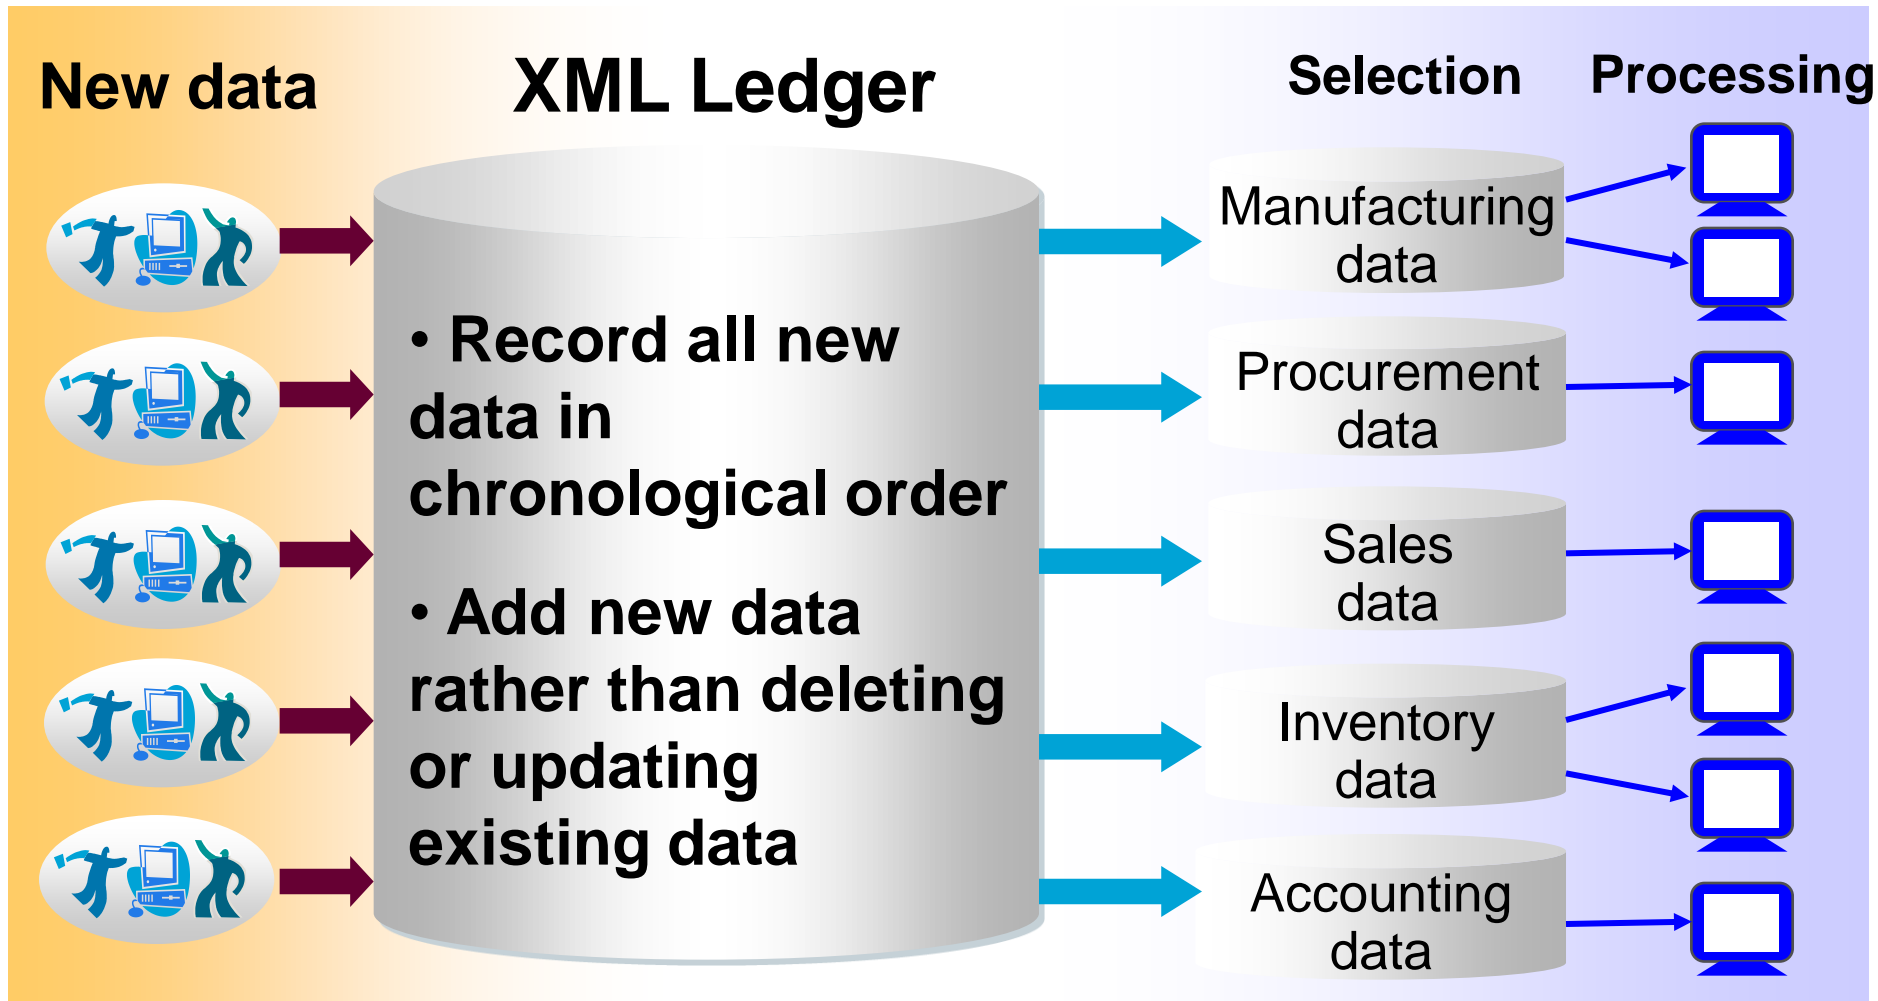 New data
XML Ledger
Selection
Processing
• Record all new
data in
chronological order
• Add new data
rather than deleting
or updating
existing data
Manufacturing
data
Procurement
data
Sales
data
Inventory
data
Accounting
data